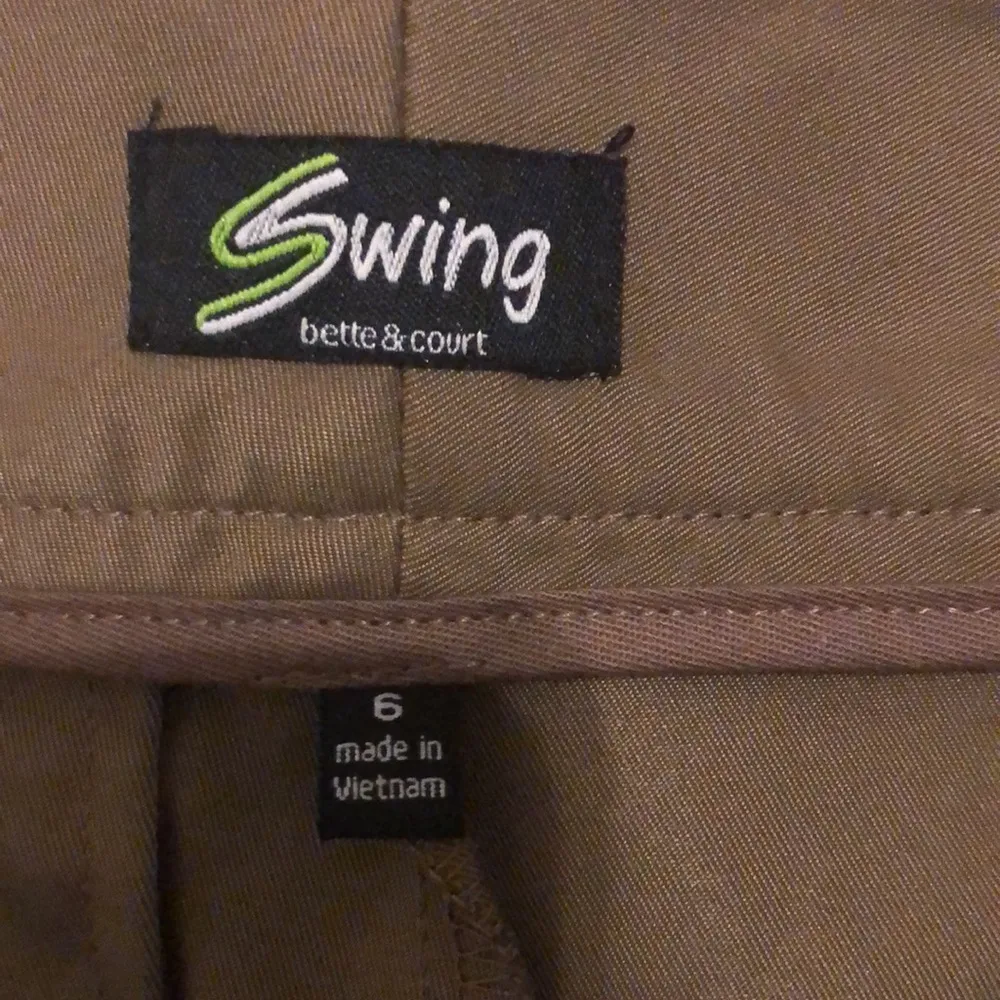 Swing
bette & court
6
made in
Vietnam